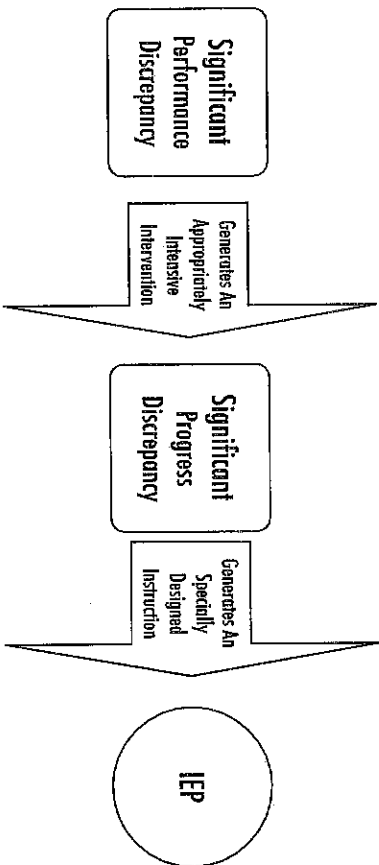 Significant
Performance
Discrepancy
Generates An
Appropriately
Intensive
Intervention
Significant
Progress
Discrepancy
Generates An
Specially
Designed
Instruction
IEP